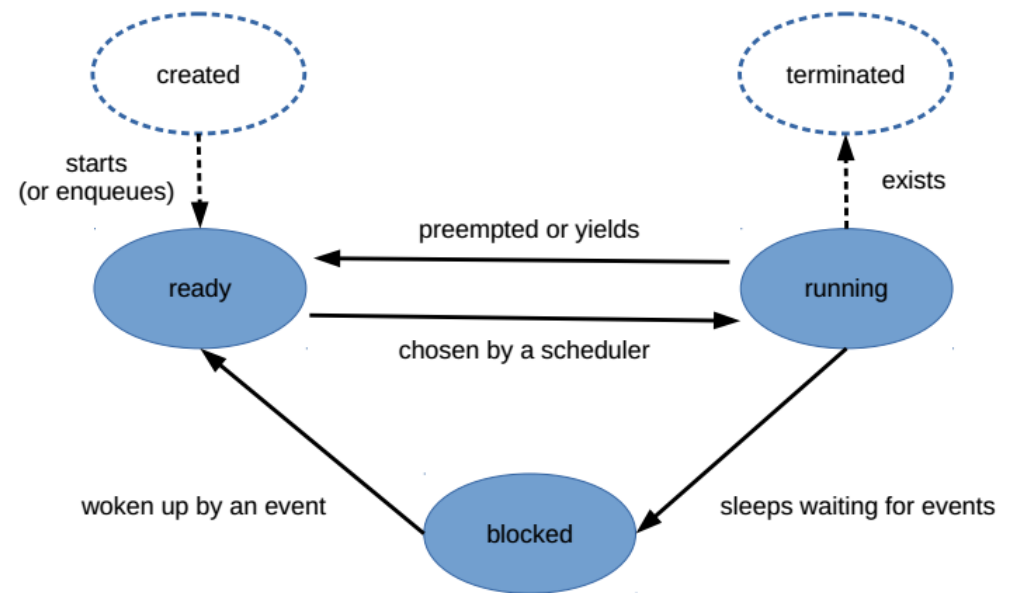 created
terminated
starts
(or enqueues)
exists
preempted or yields
ready
running
chosen by a scheduler
woken up by an event
sleeps waiting for events
blocked